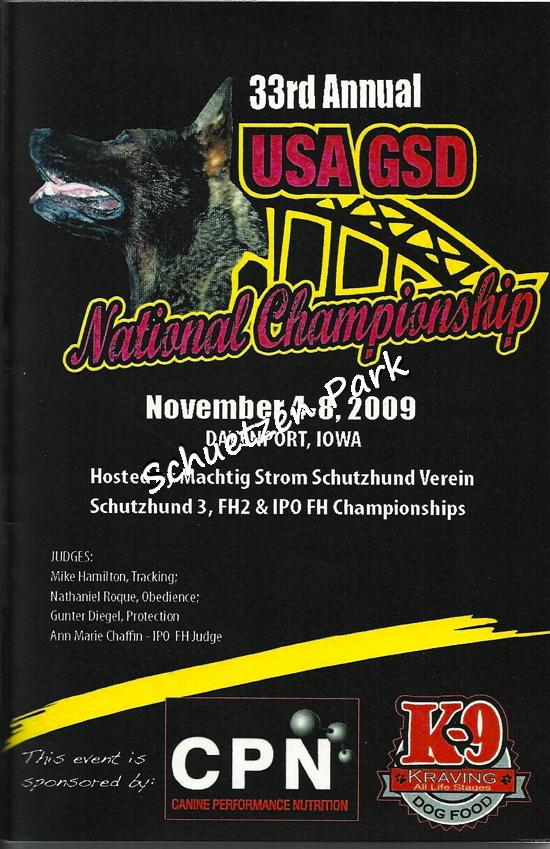 33rd Annual
USA GSD
National Championship
November 4-8, 2009
DAVENPORT, IOWA
Schuetzen Park
Hosted Machtig Strom Schutzhund Verein
Schutzhund 3, FH2 & IPO FH Championships
JUDGES:
Mike Hamilton, Tracking;
Nathaniel Roque, Obedience;
Gunter Diegel, Protection
Ann Marie Chaffin - IPO FH Judge
This event is
sponsored by:
CPN
CANINE PERFORMANCE NUTRITION
K-9
KRAVING
All Life Stages
DOG FOOD